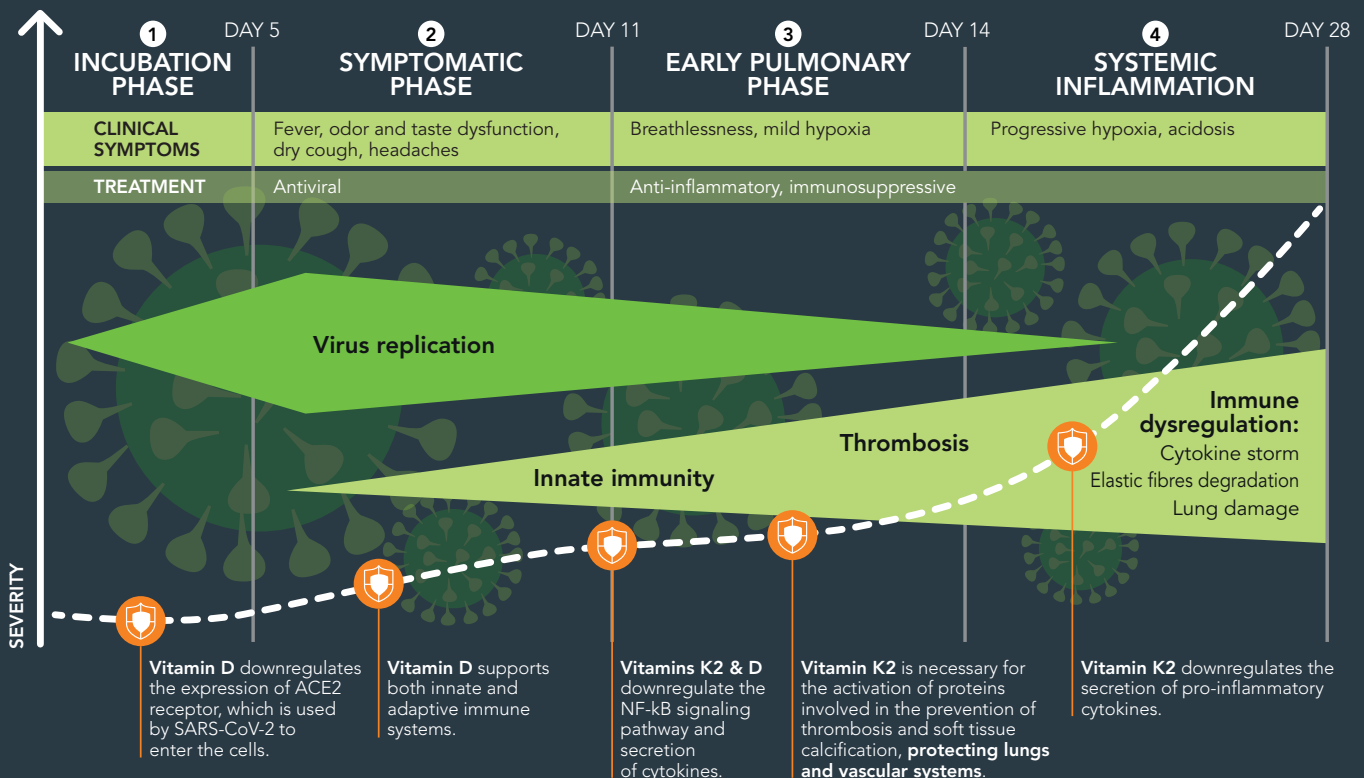 1
DAY 5
2
DAY 11
3
DAY 14
4
DAY 28
INCUBATION
PHASE
SYMPTOMATIC
PHASE
EARLY PULMONARY
PHASE
SYSTEMIC
INFLAMMATION
CLINICAL
SYMPTOMS
Fever, odor and taste dysfunction,
dry cough, headaches
Breathlessness, mild hypoxia
Progressive hypoxia, acidosis
TREATMENT
Antiviral
Anti-inflammatory, immunosuppressive
Virus replication
Innate immunity
Thrombosis
Immune
dysregulation:
Cytokine storm
Elastic fibres degradation
Lung damage
SEVERITY
Vitamin D downregulates
the expression of ACE2
receptor, which is used
by SARS-CoV-2 to
enter the cells.
Vitamin D supports
both innate and
adaptive immune
systems.
Vitamins K2 & D
downregulate the
NF-kB signaling
pathway and
secretion
of cytokines.
Vitamin K2 is necessary for
the activation of proteins
involved in the prevention of
thrombosis and soft tissue
calcification, protecting lungs
and vascular systems.
Vitamin K2 downregulates the
secretion of pro-inflammatory
cytokines.